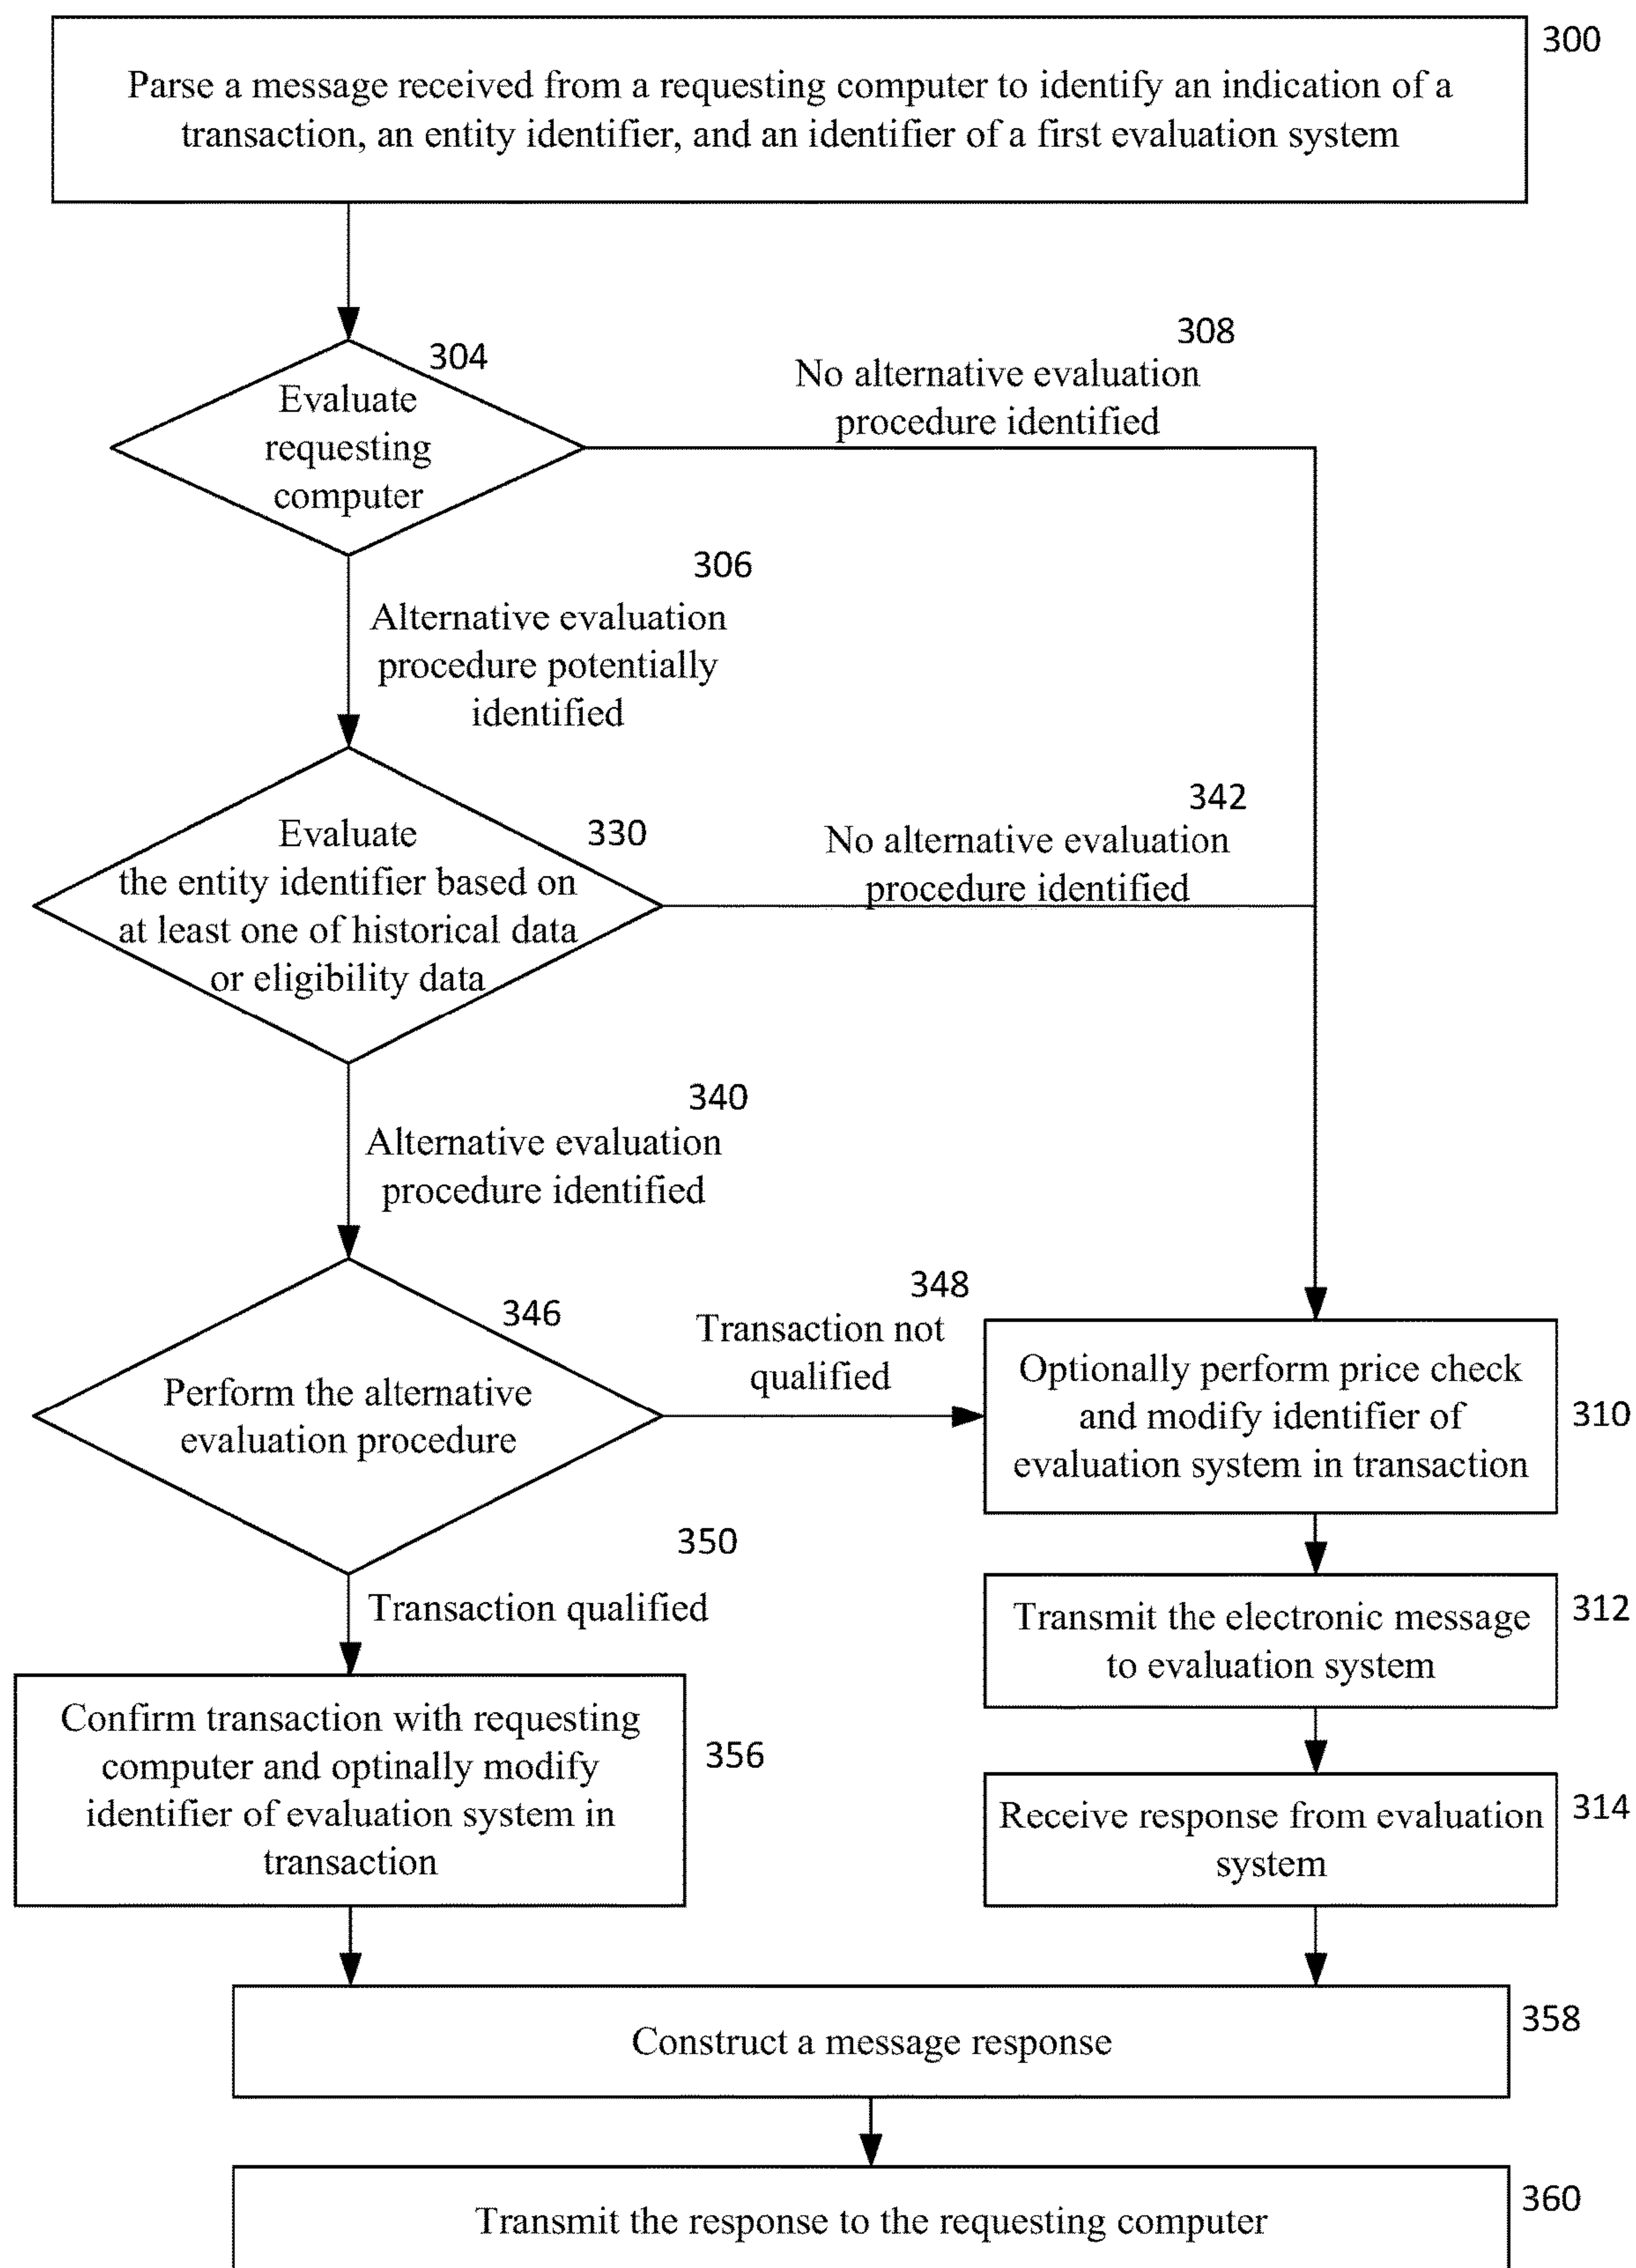 300
Parse a message received from a requesting computer to identify an indication of a
transaction, an entity identifier, and an identifier of a first evaluation system
304
Evaluate
requesting
computer
308
No alternative evaluation
procedure identified
306
Alternative evaluation
procedure potentially
identified
330
Evaluate
the entity identifier based on
at least one of historical data
or eligibility data
342
No alternative evaluation
procedure identified
340
Alternative evaluation
procedure identified
346
Perform the alternative
evaluation procedure
348
Transaction not
qualified
Optionally perform price check
and modify identifier of
evaluation system in transaction
310
350
Transaction qualified
Transmit the electronic message
to evaluation system
312
Confirm transaction with requesting
computer and optinally modify
identifier of evaluation system in
transaction
356
Receive response from evaluation
system
314
Construct a message response
358
Transmit the response to the requesting computer
360